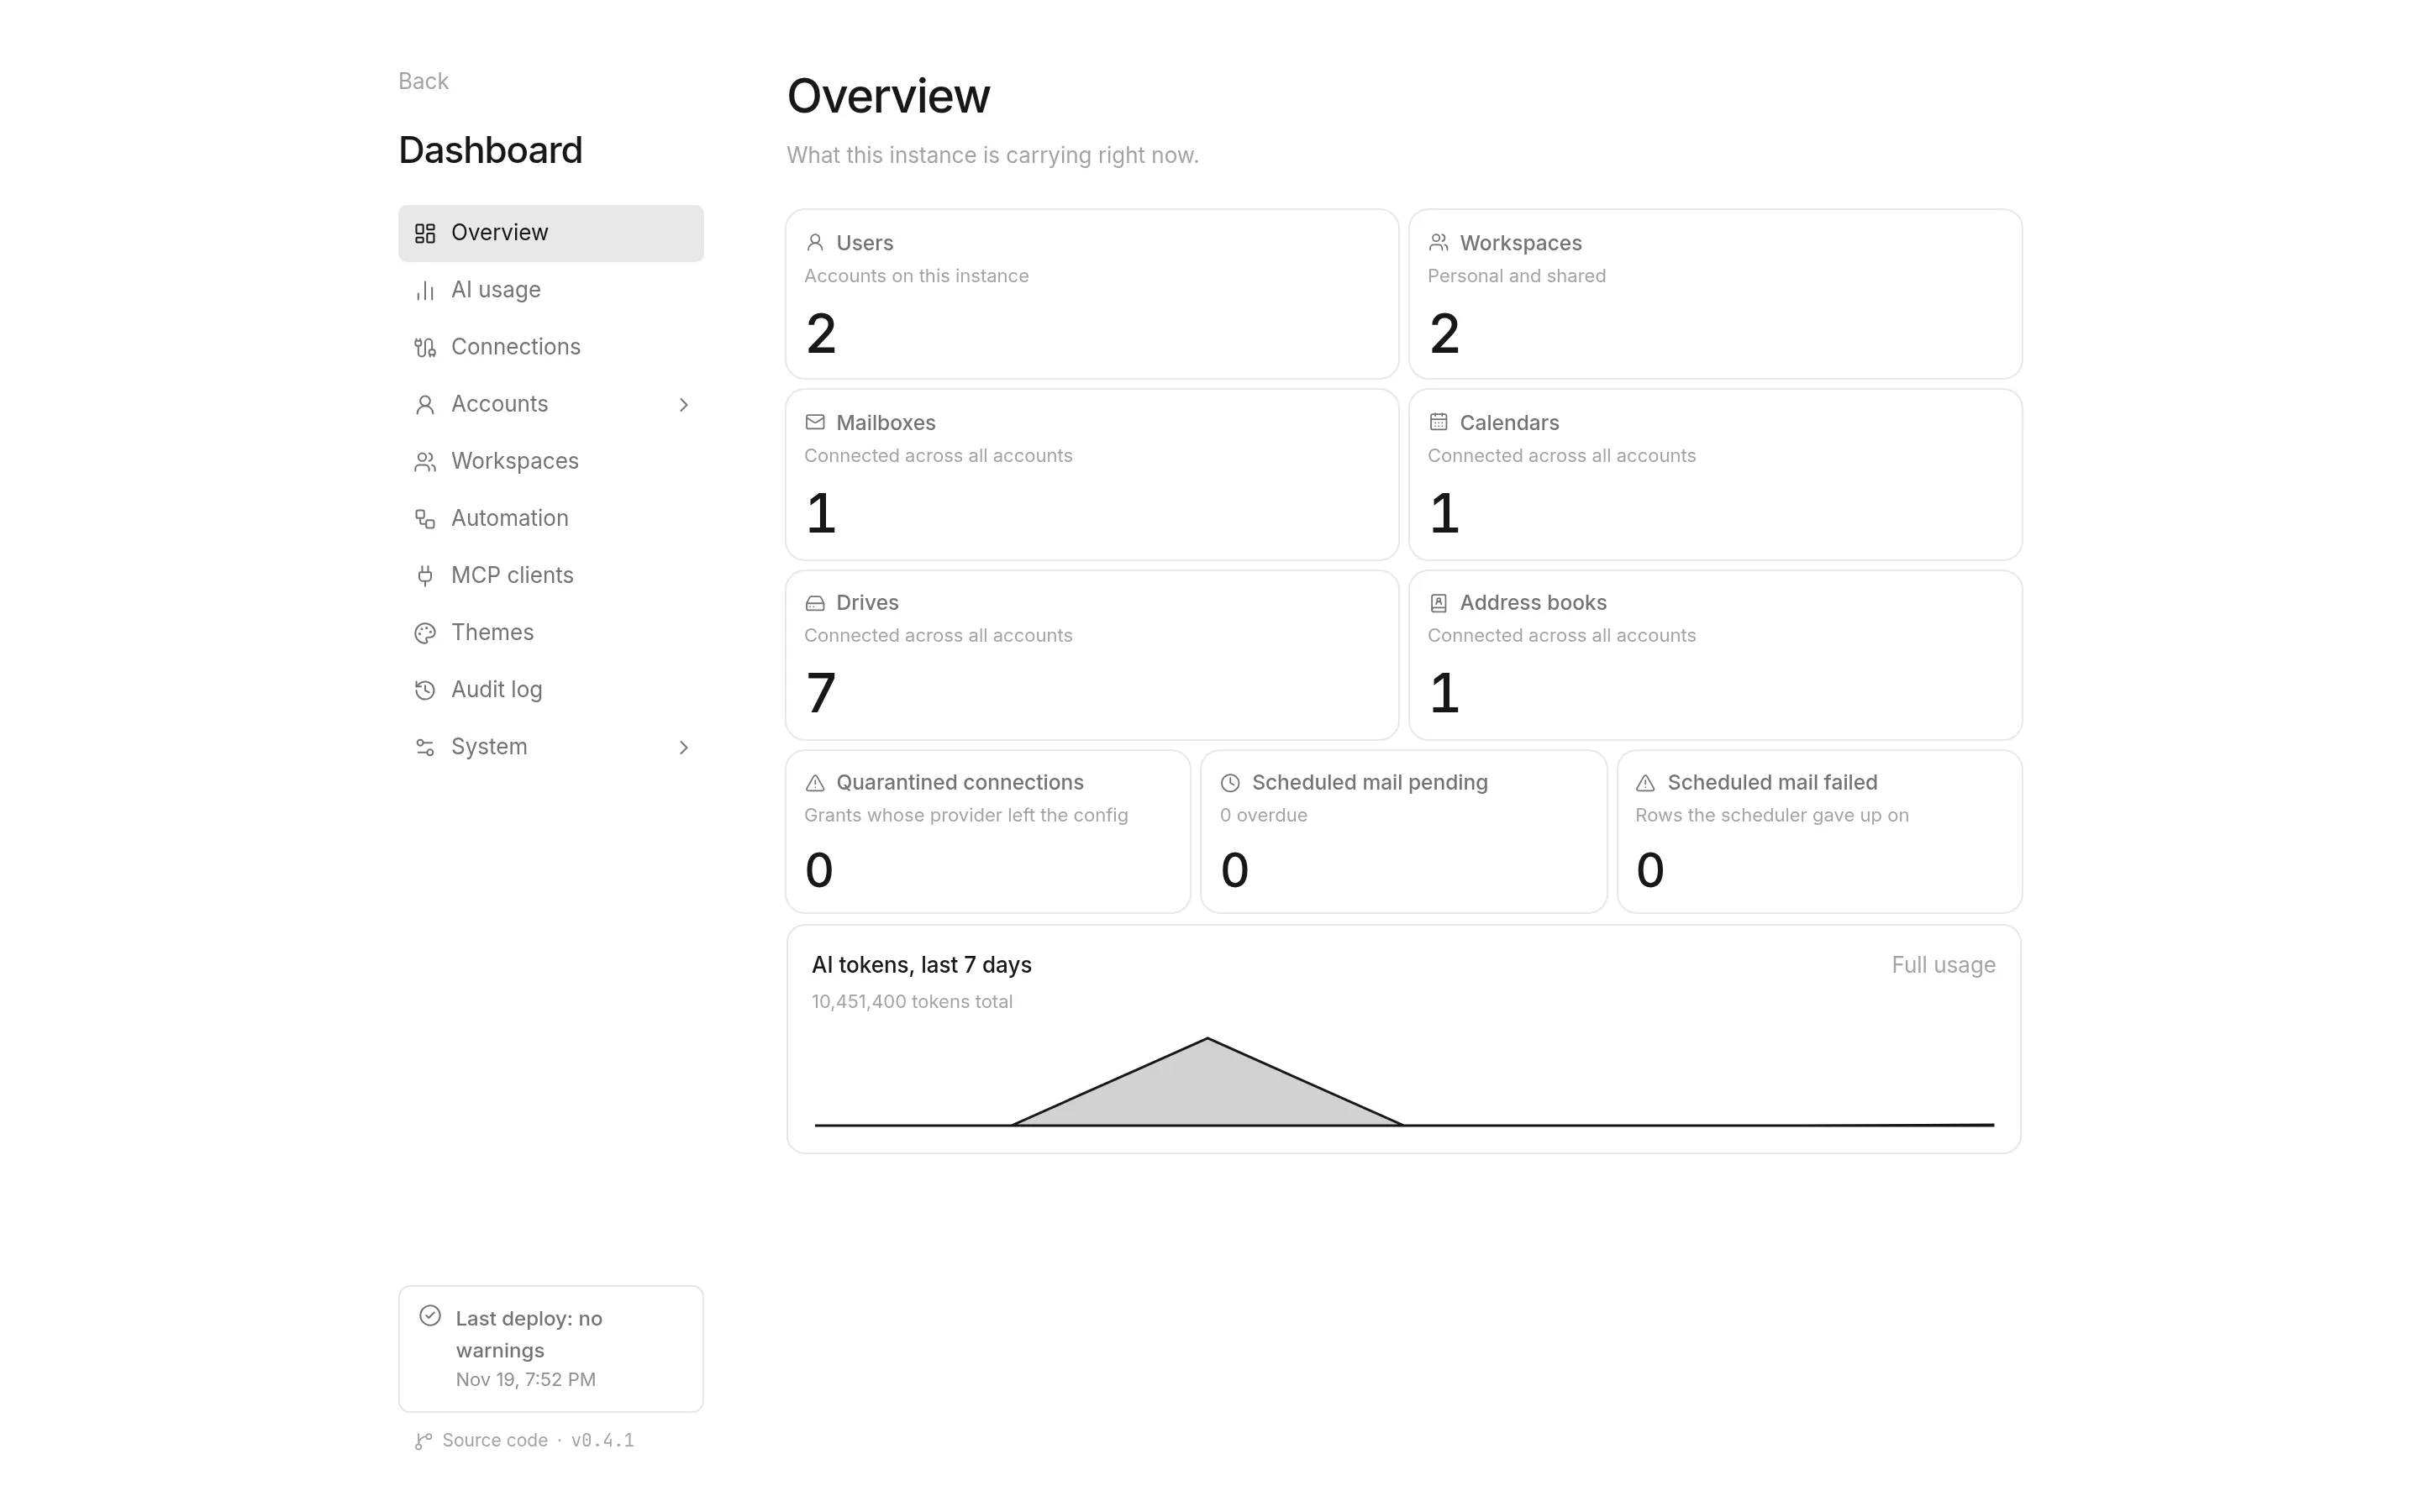 Back
Dashboard
Overview
AI usage
Connections
Accounts
Workspaces
Automation
MCP clients
Themes
Audit log
System
Last deploy: no
warnings
Nov 19, 7:52 PM
Source code · v0.4.1
Overview
What this instance is carrying right now.
Users
Accounts on this instance
2
Workspaces
Personal and shared
2
Mailboxes
Connected across all accounts
1
Calendars
Connected across all accounts
1
Drives
Connected across all accounts
7
Address books
Connected across all accounts
1
Quarantined connections
Grants whose provider left the config
0
Scheduled mail pending
0 overdue
0
Scheduled mail failed
Rows the scheduler gave up on
0
AI tokens, last 7 days
Full usage
10,451,400 tokens total